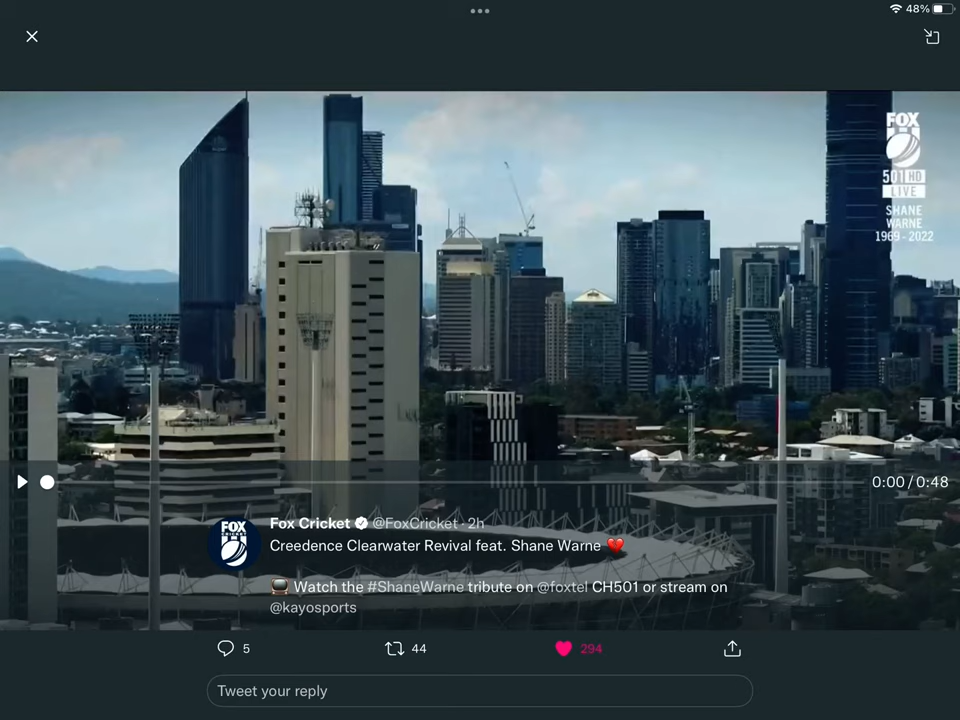 48%
FOX
501 HD
LIVE
SHANE
WARNE
1969-2022
0:00 / 0:48
FOX
Fox Cricket @FoxCricket · 2h
Creedence Clearwater Revival feat. Shane Warne ❤️
📺 Watch the #ShaneWarne tribute on @foxtel CH501 or stream on
@kayosports
5
44
294
Tweet your reply